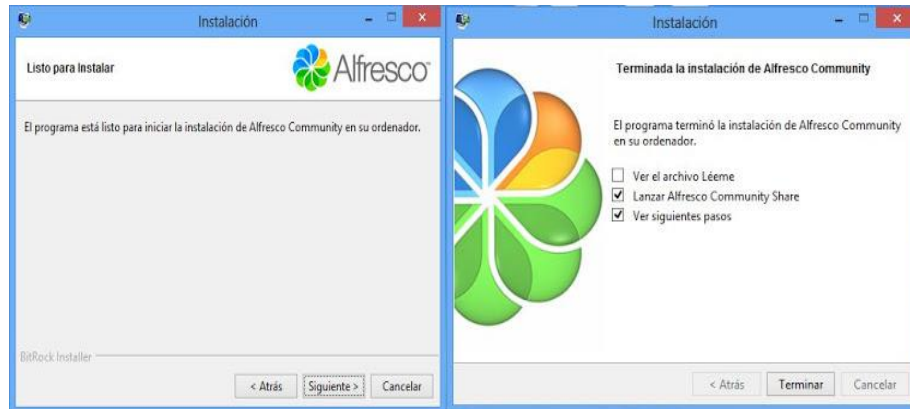 Instalación
Listo para Instalar
Alfresco
El programa está listo para iniciar la instalación de Alfresco Community en su ordenador.
BitRock Installer
< Atrás
Siguiente >
Cancelar
Instalación
Terminada la instalación de Alfresco Community
El programa terminó la instalación de Alfresco Community
en su ordenador.
Ver el archivo Léeme
Lanzar Alfresco Community Share
Ver siguientes pasos
< Atrás
Terminar
Cancelar